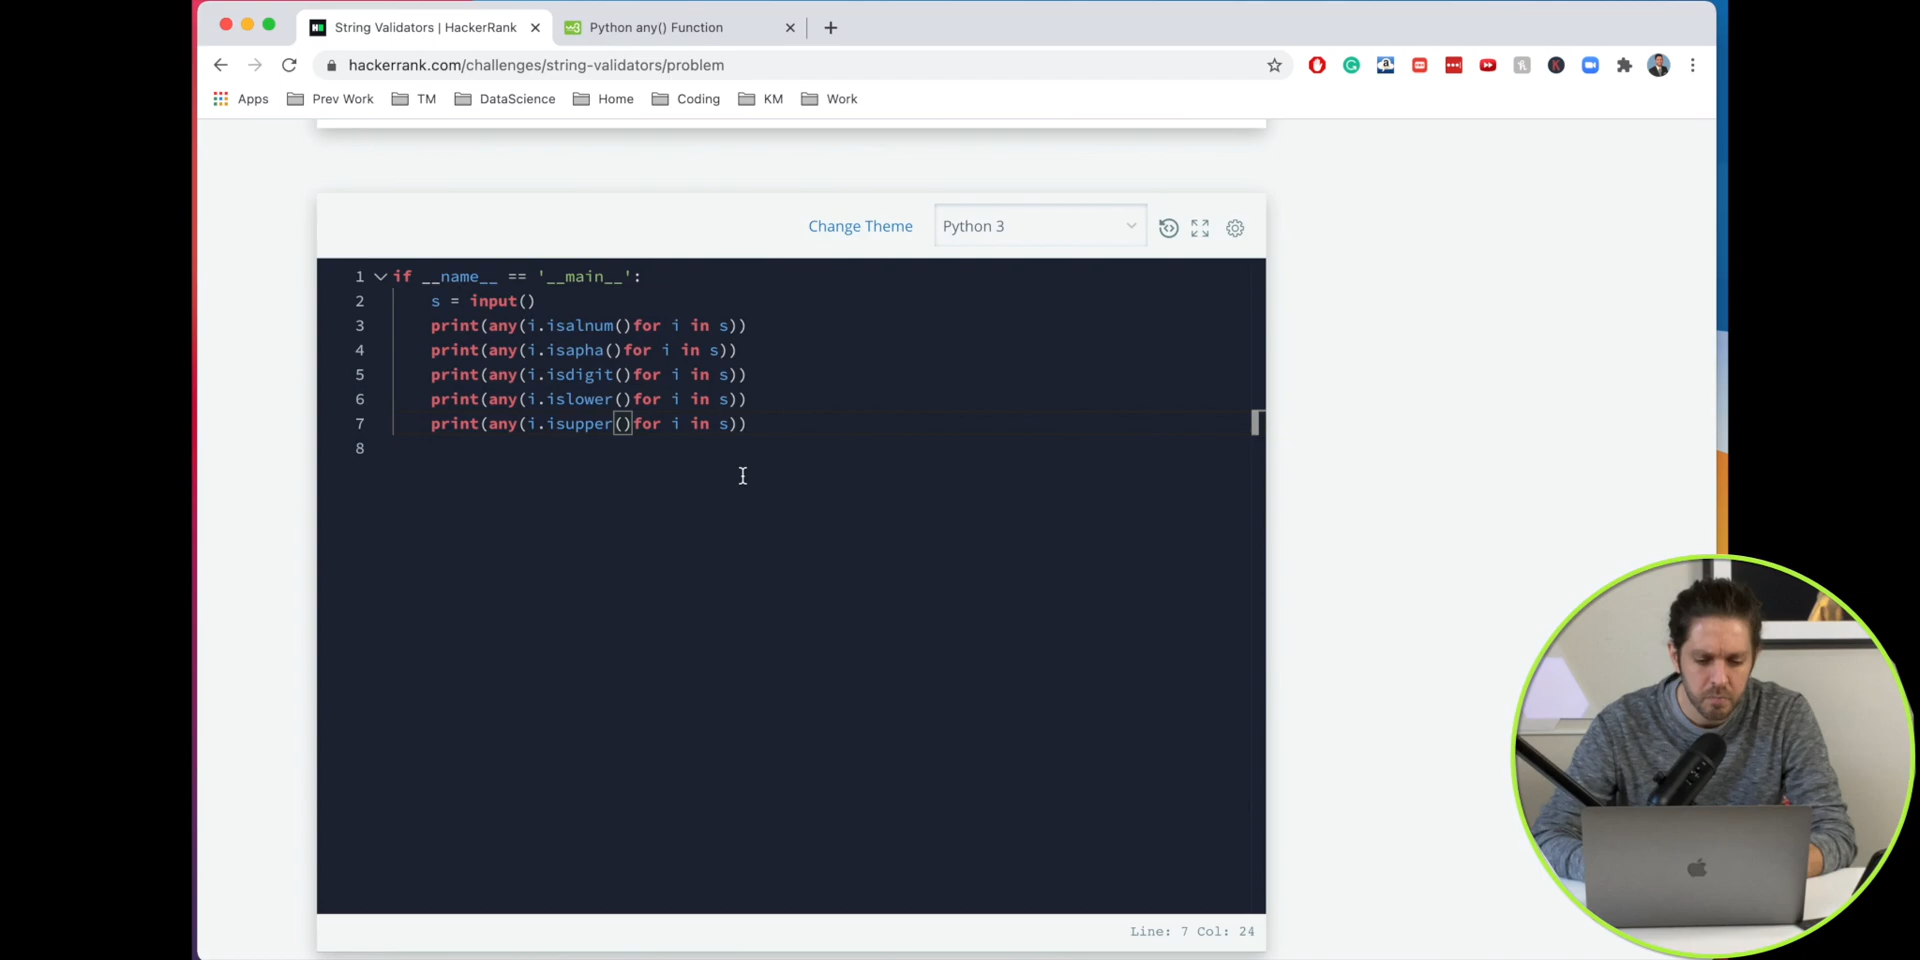 String Validators | HackerRank
Python any() Function
hackerrank.com/challenges/string-validators/problem
Apps Prev Work TM DataScience Home Coding KM Work
Change Theme Python 3
1 if __name__ == '__main__':
2 s = input()
3 print(any(i.isalnum()for i in s))
4 print(any(i.isapha()for i in s))
5 print(any(i.isdigit()for i in s))
6 print(any(i.islower()for i in s))
7 print(any(i.isupper()for i in s))
8
Line: 7 Col: 24